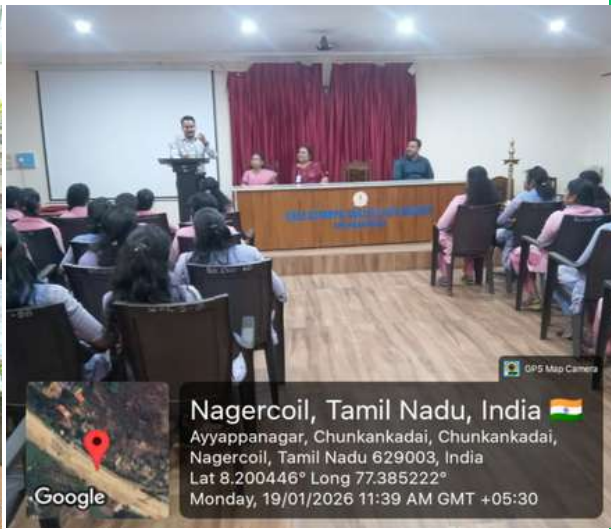 GPS Map Camera
Nagercoil, Tamil Nadu, India
Ayyappanagar, Chunkankadai, Chunkankadai,
Nagercoil, Tamil Nadu 629003, India
Lat 8.200446° Long 77.385222°
Monday, 19/01/2026 11:39 AM GMT +05:30
Google